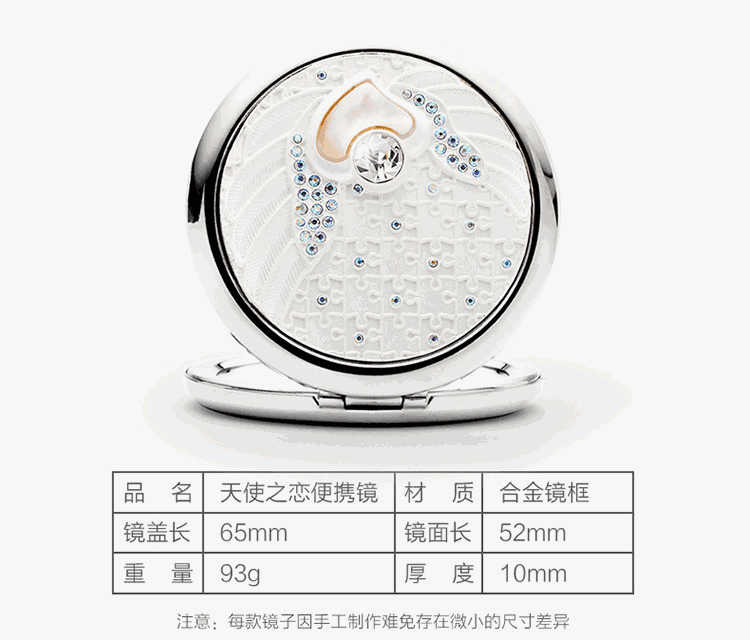 品 名 天使之恋便携镜 材 质 合金镜框
镜盖长 65mm 镜面长 52mm
重 量 93g 厚 度 10mm
注意：每款镜子因手工制作难免存在微小的尺寸差异